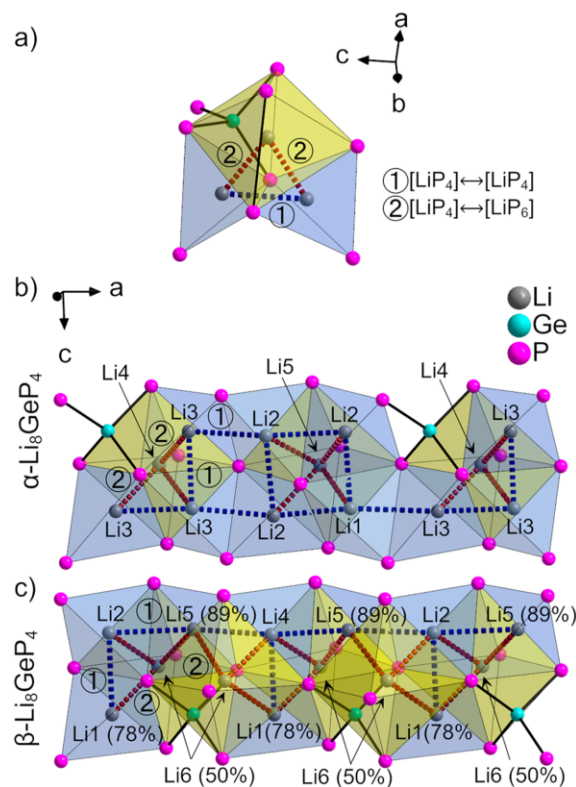 a)
a
c
b
②
②
①
①[LiP₄]↔[LiP₄]
②[LiP₄]↔[LiP₆]
b)
a
c
Li
Ge
P
α-Li₈GeP₄
Li4
Li3
①
Li2
Li5
Li2
Li4
Li3
②
②
①
Li3
Li3
Li2
Li1
Li3
Li3
c)
β-Li₈GeP₄
Li2
①
Li5 (89%)
Li4
Li5 (89%)
Li2
Li5 (89%)
①
②
②
Li1 (78%)
Li1(78%)
Li1(78%
Li6 (50%)
Li6 (50%)
Li6 (50%)